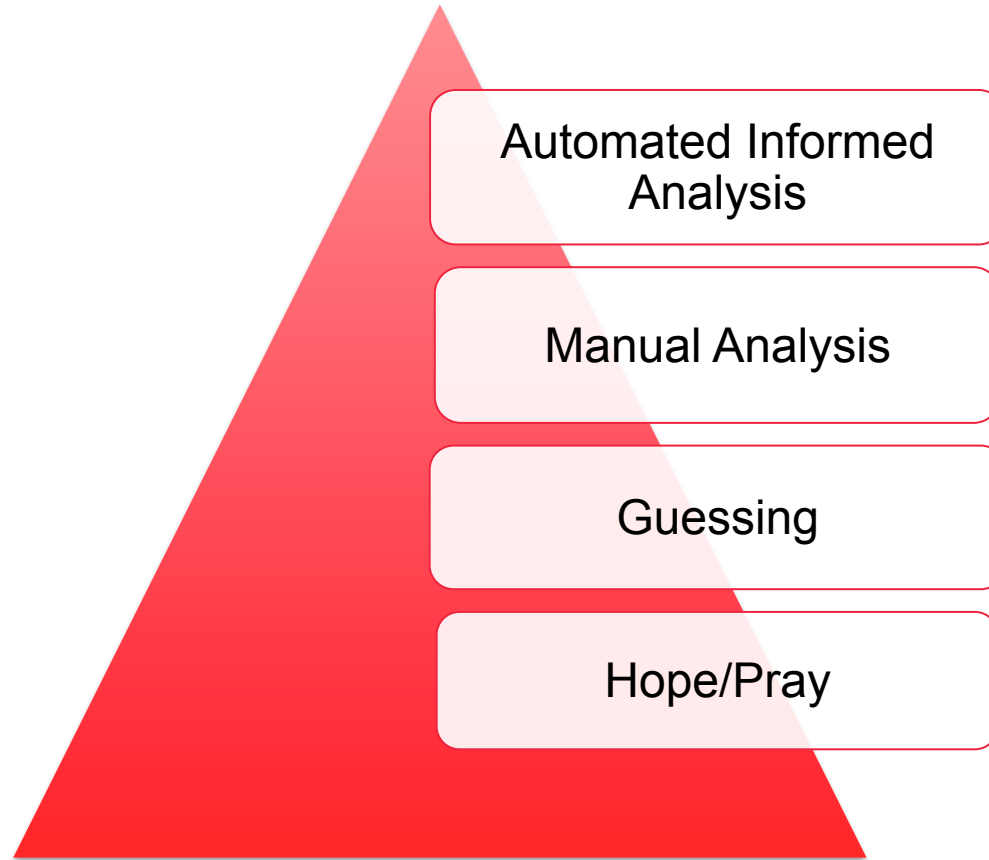 Automated Informed
Analysis
Manual Analysis
Guessing
Hope/Pray